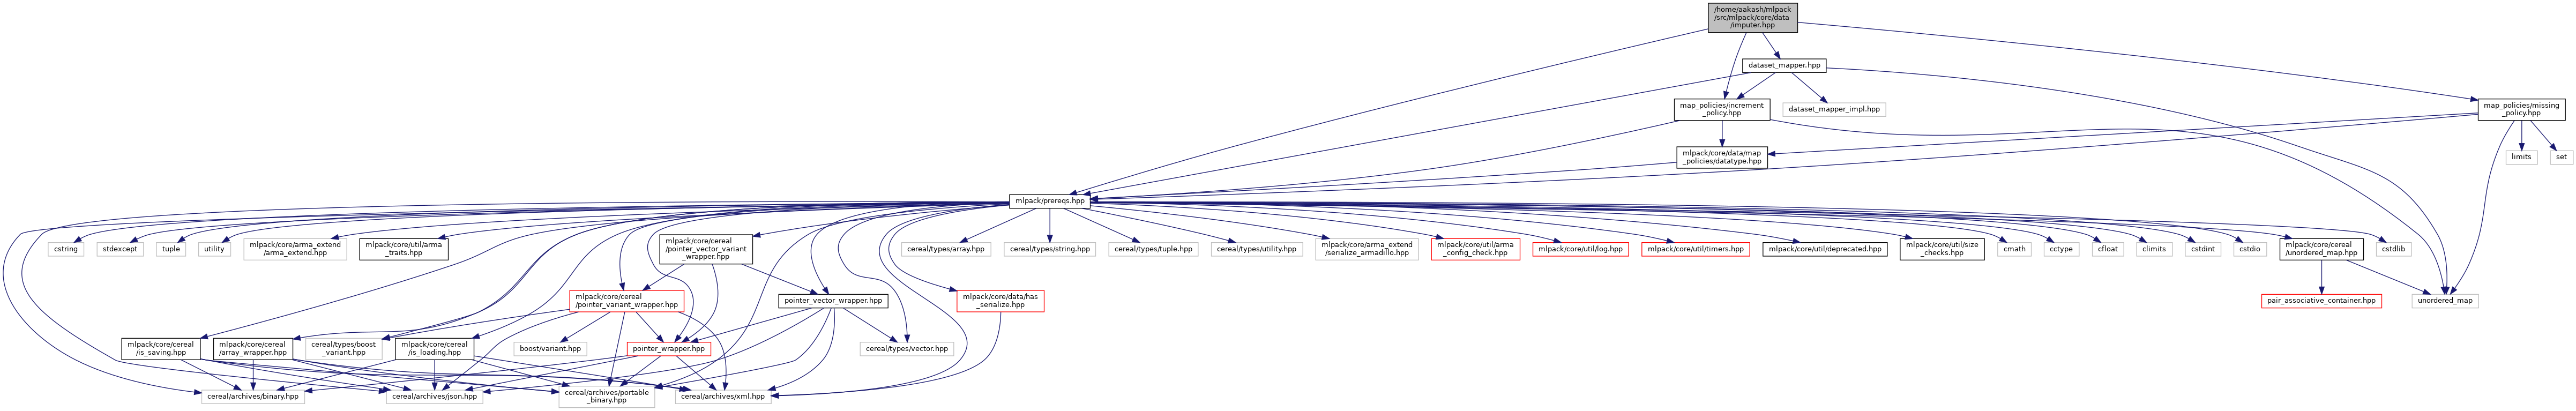 /home/aakash/mlpack
/src/mlpack/core/data
/imputer.hpp
dataset_mapper.hpp
map_policies/increment
_policy.hpp
dataset_mapper_impl.hpp
map_policies/missing
_policy.hpp
mlpack/core/data/map
_policies/datatype.hpp
limits
set
mlpack/prereqs.hpp
cstring
stdexcept
tuple
utility
mlpack/core/arma_extend
/arma_extend.hpp
mlpack/core/util/arma
_traits.hpp
mlpack/core/cereal
/pointer_vector_variant
_wrapper.hpp
cereal/types/array.hpp
cereal/types/string.hpp
cereal/types/tuple.hpp
cereal/types/utility.hpp
mlpack/core/arma_extend
/serialize_armadillo.hpp
mlpack/core/util/arma
_config_check.hpp
mlpack/core/util/log.hpp
mlpack/core/util/timers.hpp
mlpack/core/util/deprecated.hpp
mlpack/core/util/size
_checks.hpp
cmath
cctype
cfloat
climits
cstdint
cstdio
mlpack/core/cereal
/unordered_map.hpp
cstdlib
mlpack/core/cereal
/pointer_variant_wrapper.hpp
pointer_vector_wrapper.hpp
mlpack/core/data/has
_serialize.hpp
pair_associative_container.hpp
unordered_map
mlpack/core/cereal
/is_saving.hpp
mlpack/core/cereal
/array_wrapper.hpp
cereal/types/boost
_variant.hpp
mlpack/core/cereal
/is_loading.hpp
boost/variant.hpp
pointer_wrapper.hpp
cereal/types/vector.hpp
cereal/archives/binary.hpp
cereal/archives/json.hpp
cereal/archives/portable
_binary.hpp
cereal/archives/xml.hpp